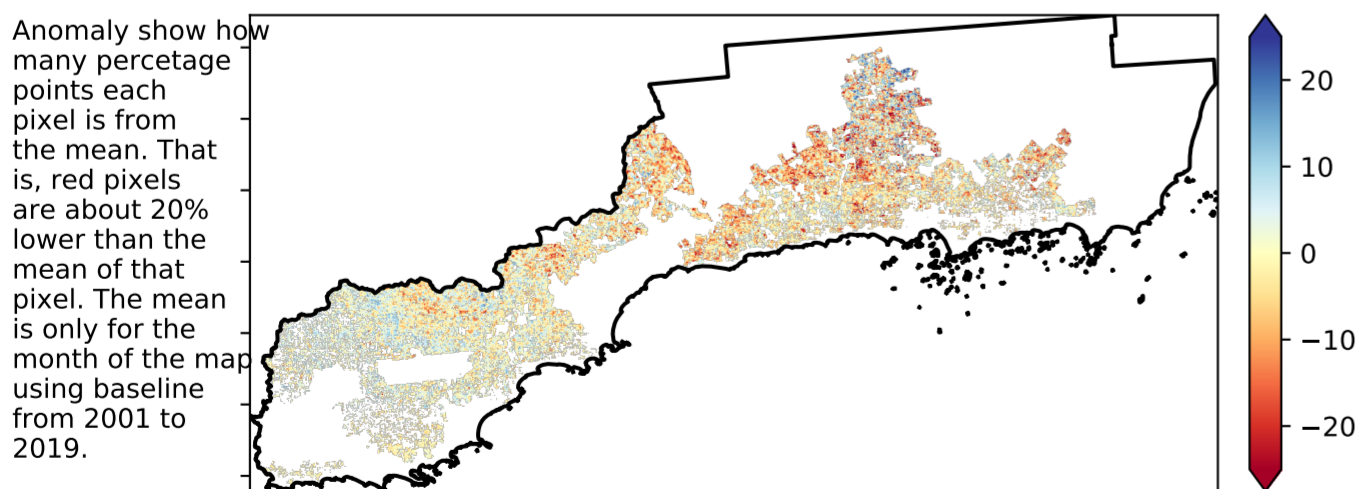 Anomaly show how
many percetage
points each
pixel is from
the mean. That
is, red pixels
are about 20%
lower than the
mean of that
pixel. The mean
is only for the
month of the map
using baseline
from 2001 to
2019.
20
10
0
−10
−20